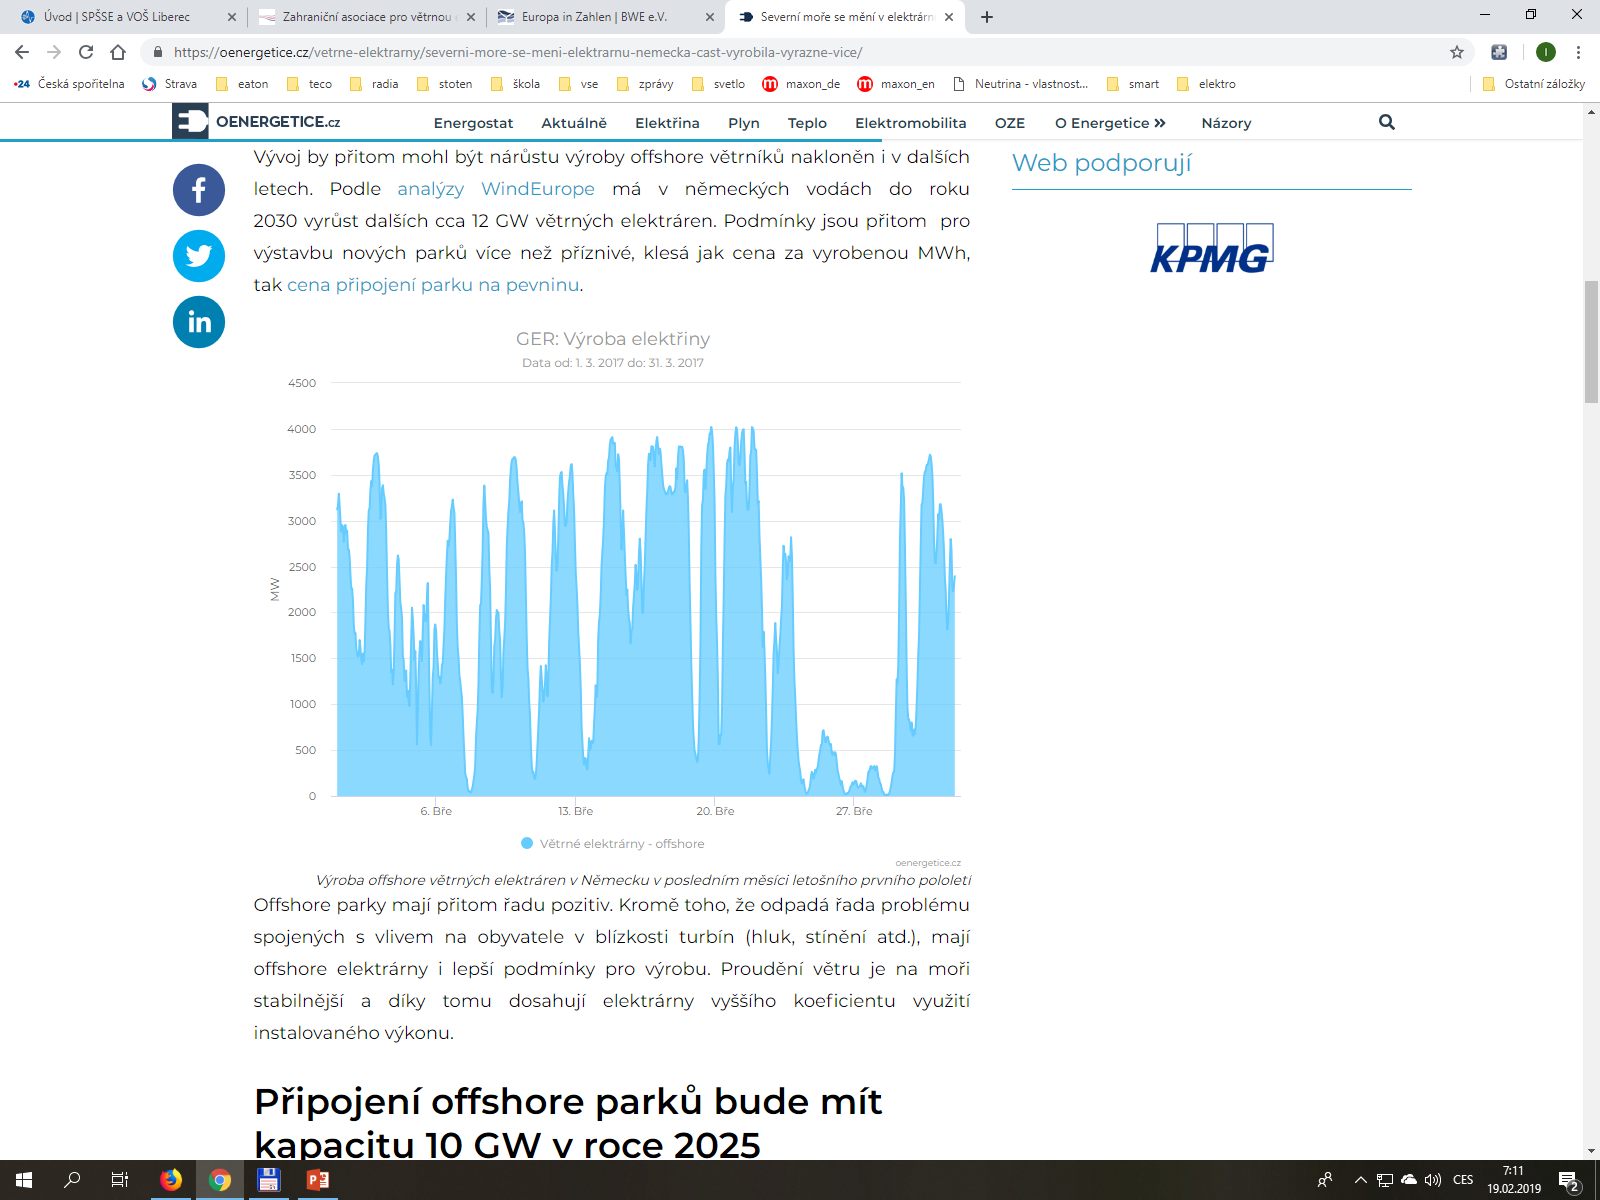 Úvod | SPŠSE a VOŠ Liberec
Zahraniční asociace pro větrnou
Europa in Zahlen | BWE e.V.
Severní moře se mění v elektrárn
https://oenergetice.cz/vetrne-elektrarny/severni-more-se-meni-elektrarnu-nemecka-cast-vyrobila-vyrazne-vice/
I
•24 Česká spořitelna Strava eaton teco radia stoten škola vse zprávy svetlo maxon_de maxon_en Neutrina - vlastnost... smart elektro Ostatní záložky
OENERGETICE.cz Energostat Aktuálně Elektřina Plyn Teplo Elektromobilita OZE O Energetice Názory
Vývoj by přitom mohl být nárůstu výroby offshore větrníků nakloněn i v dalších
letech. Podle analýzy WindEurope má v německých vodách do roku
2030 vyrůst dalších cca 12 GW větrných elektráren. Podmínky jsou přitom pro
výstavbu nových parků více než příznivé, klesá jak cena za vyrobenou MWh,
tak cena připojení parku na pevninu.
Web podporují
KPMG
GER: Výroba elektřiny
Data od: 1. 3. 2017 do: 31. 3. 2017
4500
4000
3500
3000
2500
2000
1500
1000
500
0
MW
6. Bře 13. Bře 20. Bře 27. Bře
Větrné elektrárny - offshore
oenergetice.cz
Výroba offshore větrných elektráren v Německu v posledním měsíci letošního prvního pololetí
Offshore parky mají přitom řadu pozitiv. Kromě toho, že odpadá řada problému
spojených s vlivem na obyvatele v blízkosti turbín (hluk, stínění atd.), mají
offshore elektrárny i lepší podmínky pro výrobu. Proudění větru je na moři
stabilnější a díky tomu dosahují elektrárny vyššího koeficientu využití
instalovaného výkonu.
Připojení offshore parků bude mít
kapacitu 10 GW v roce 2025
CES
7:11
19.02.2019
2